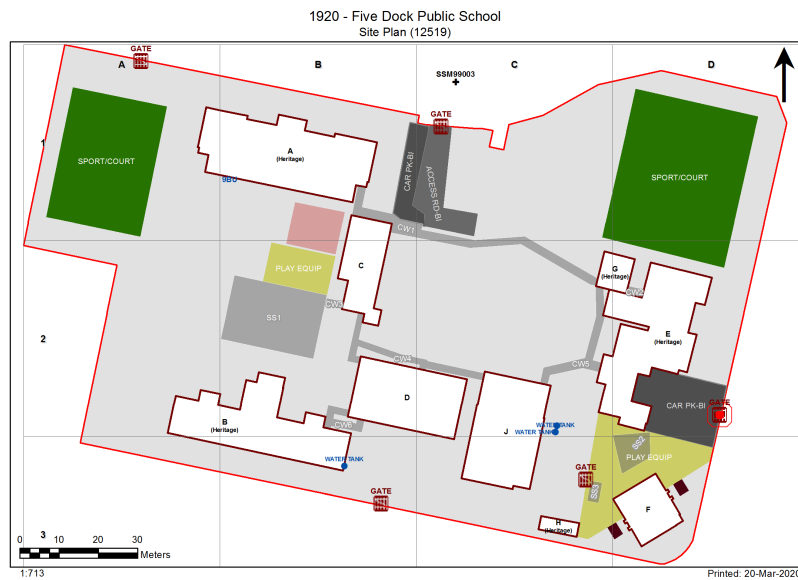 1920 - Five Dock Public School
Site Plan (12519)
GATE
A
B
C
D
SSM99003
GATE
1
SPORT/COURT
A
(Heritage)
9B0
CAR PK-BI
ACCESS RD-BI
SPORT/COURT
CW1
PLAY EQUIP
C
G
(Heritage)
CW2
CW3
SS1
2
E
(Heritage)
CW4
CW5
D
CAR PK-BI
GATE
B
(Heritage)
CW6
J
WATER TANK
WATER TANK
SS2
PLAY EQUIP
WATER TANK
GATE
GATE
SS3
F
H
(Heritage)
3
0 10 20 30
Meters
1:713
Printed: 20-Mar-2020